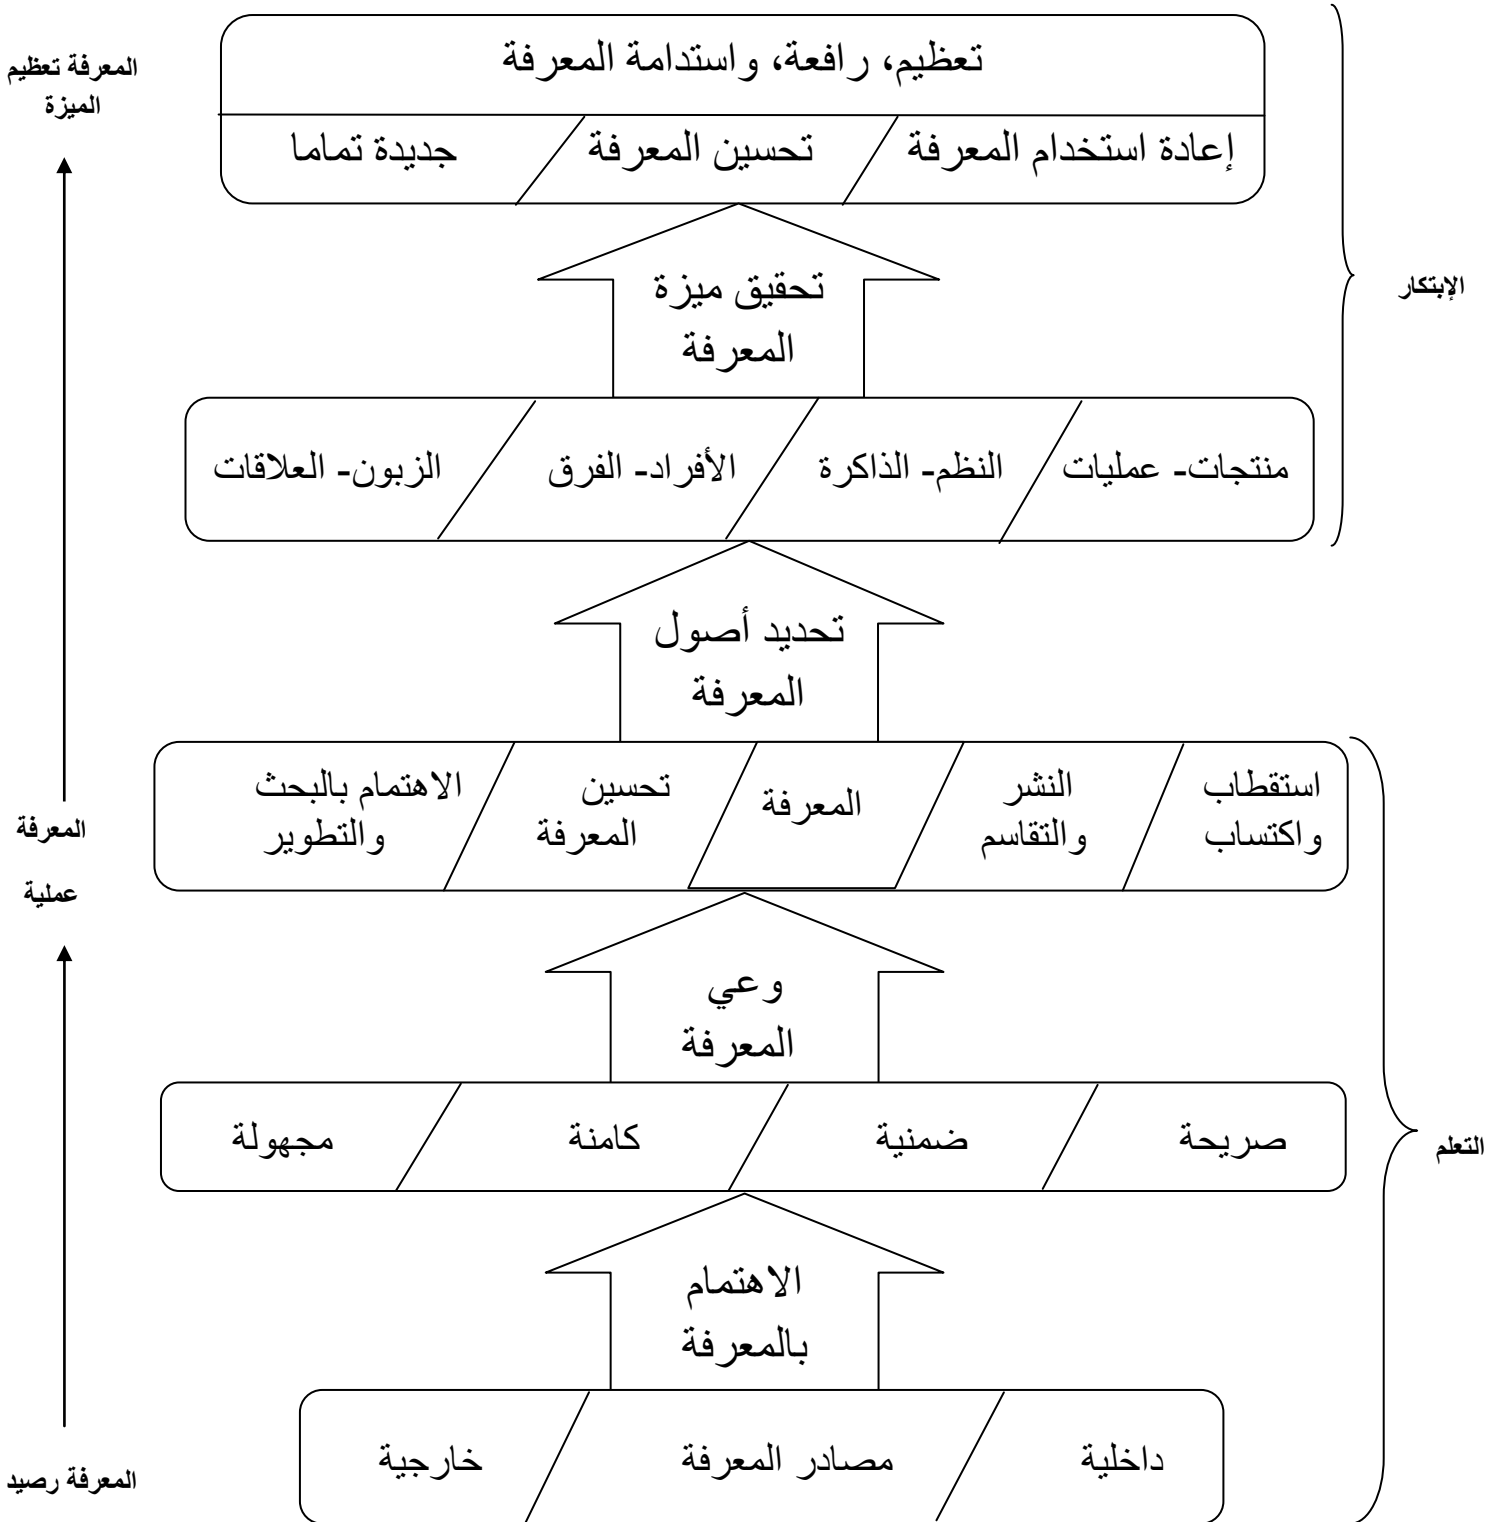 تعظيم، رافعة، واستدامة المعرفة
المعرفة تعظيم
الميزة
إعادة استخدام المعرفة
تحسين المعرفة
جديدة تماما
تحقيق ميزة
المعرفة
الإبتكار
منتجات- عمليات
النظم- الذاكرة
الأفراد- الفرق
الزبون- العلاقات
تحديد أصول
المعرفة
استقطاب
واكتساب
النشر
والتقاسم
المعرفة
تحسين
المعرفة
الاهتمام بالبحث
والتطوير
المعرفة
عملية
وعي
المعرفة
صريحة
ضمنية
كامنة
مجهولة
التعلم
الاهتمام
بالمعرفة
داخلية
مصادر المعرفة
خارجية
المعرفة رصيد